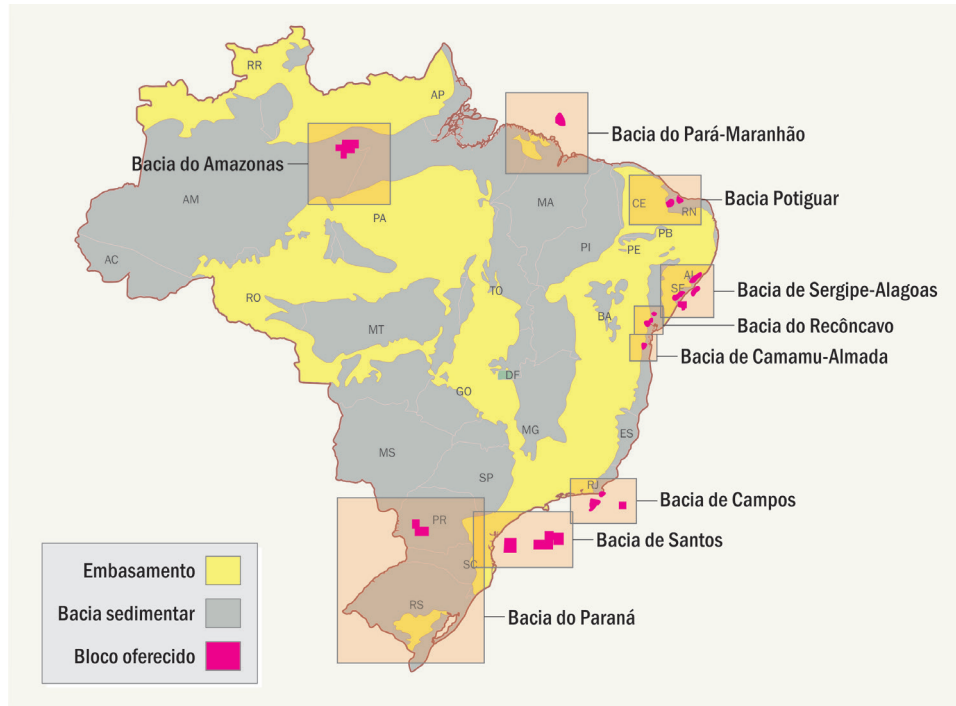 RR
AP
Bacia do Pará-Maranhão
Bacia do Amazonas
AM
PA
MA
CE
RN
Bacia Potiguar
PB
PI
PE
AC
AL
SE
Bacia de Sergipe-Alagoas
RO
TO
BA
MT
Bacia do Recôncavo
Bacia de Camamu-Almada
DF
GO
MG
ES
MS
SP
RJ
Bacia de Campos
PR
Bacia de Santos
SC
RS
Bacia do Paraná
Embasamento
Bacia sedimentar
Bloco oferecido